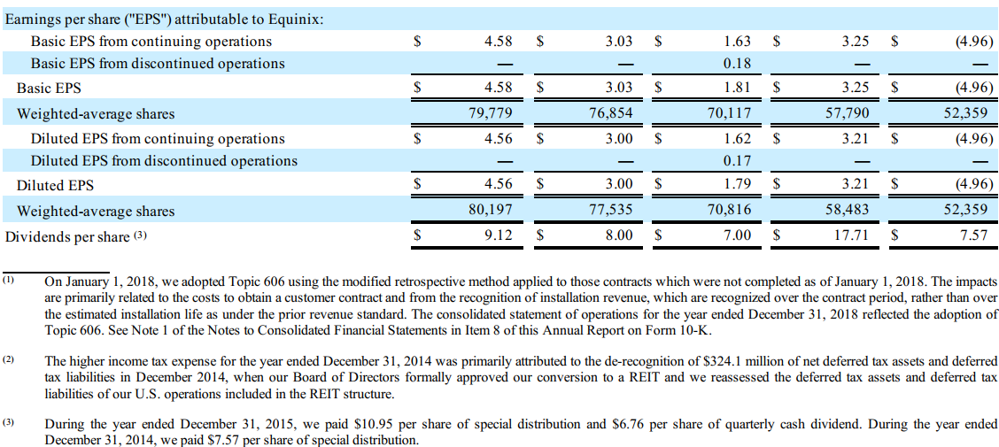 Earnings per share ("EPS") attributable to Equinix:
Basic EPS from continuing operations $ 4.58 $ 3.03 $ 1.63 $ 3.25 $ (4.96)
Basic EPS from discontinued operations — — 0.18 — —
Basic EPS $ 4.58 $ 3.03 $ 1.81 $ 3.25 $ (4.96)
Weighted-average shares 79,779 76,854 70,117 57,790 52,359
Diluted EPS from continuing operations $ 4.56 $ 3.00 $ 1.62 $ 3.21 $ (4.96)
Diluted EPS from discontinued operations — — 0.17 — —
Diluted EPS $ 4.56 $ 3.00 $ 1.79 $ 3.21 $ (4.96)
Weighted-average shares 80,197 77,535 70,816 58,483 52,359
Dividends per share (3) $ 9.12 $ 8.00 $ 7.00 $ 17.71 $ 7.57
(1) On January 1, 2018, we adopted Topic 606 using the modified retrospective method applied to those contracts which were not completed as of January 1, 2018. The impacts
are primarily related to the costs to obtain a customer contract and from the recognition of installation revenue, which are recognized over the contract period, rather than over
the estimated installation life as under the prior revenue standard. The consolidated statement of operations for the year ended December 31, 2018 reflected the adoption of
Topic 606. See Note 1 of the Notes to Consolidated Financial Statements in Item 8 of this Annual Report on Form 10-K.
(2) The higher income tax expense for the year ended December 31, 2014 was primarily attributed to the de-recognition of $324.1 million of net deferred tax assets and deferred
tax liabilities in December 2014, when our Board of Directors formally approved our conversion to a REIT and we reassessed the deferred tax assets and deferred tax
liabilities of our U.S. operations included in the REIT structure.
(3) During the year ended December 31, 2015, we paid $10.95 per share of special distribution and $6.76 per share of quarterly cash dividend. During the year ended
December 31, 2014, we paid $7.57 per share of special distribution.